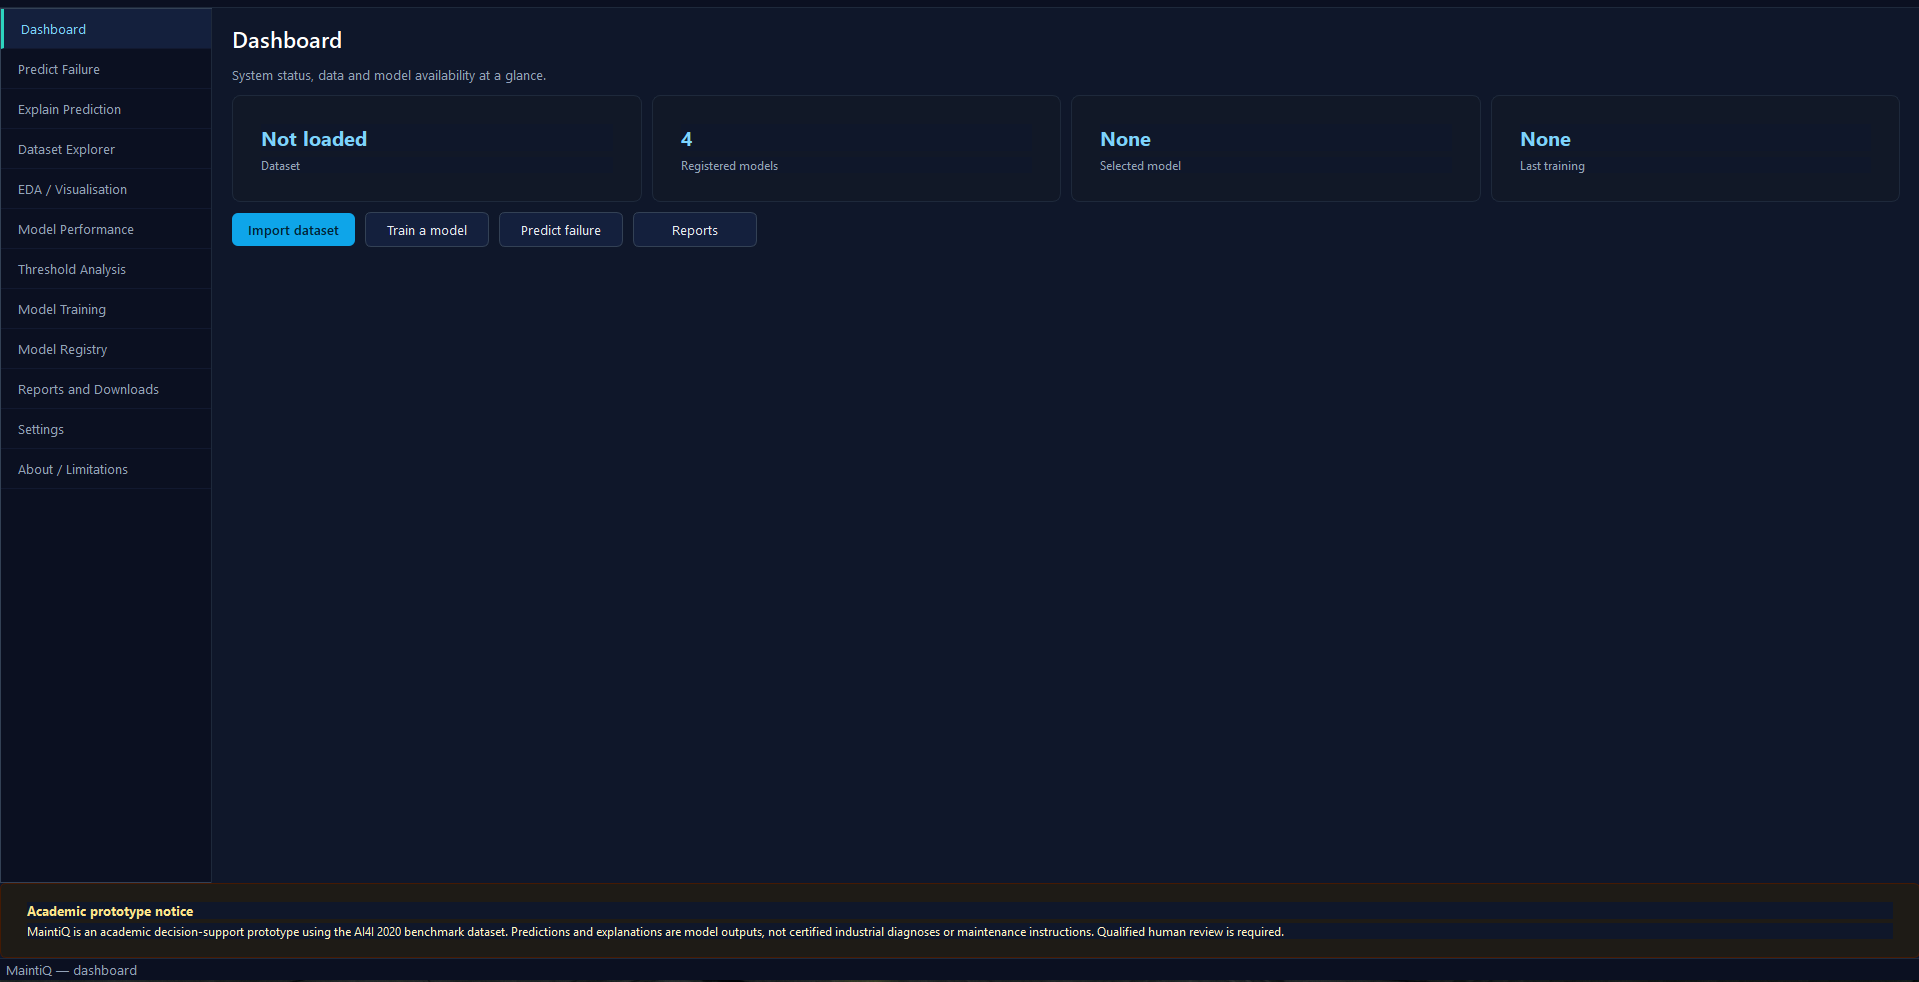 Dashboard
Predict Failure
Explain Prediction
Dataset Explorer
EDA / Visualisation
Model Performance
Threshold Analysis
Model Training
Model Registry
Reports and Downloads
Settings
About / Limitations
Dashboard
System status, data and model availability at a glance.
Not loaded
Dataset
4
Registered models
None
Selected model
None
Last training
Import dataset
Train a model
Predict failure
Reports
Academic prototype notice
MaintiQ is an academic decision-support prototype using the AI4I 2020 benchmark dataset. Predictions and explanations are model outputs, not certified industrial diagnoses or maintenance instructions. Qualified human review is required.
MaintiQ — dashboard